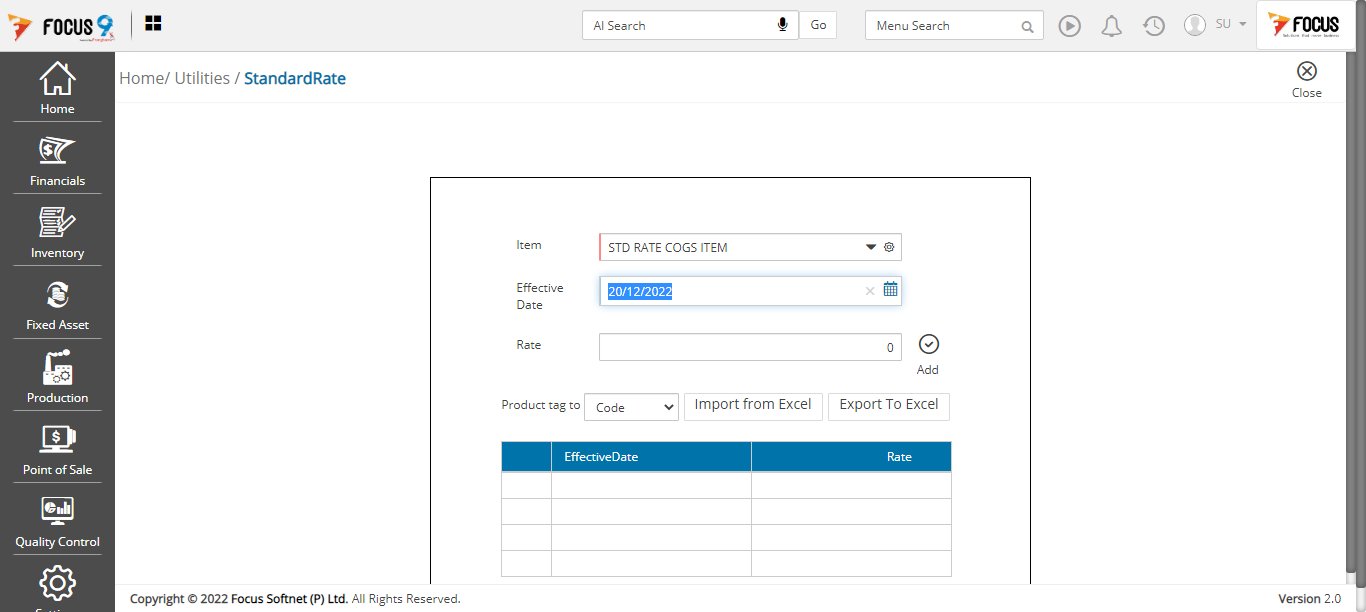 FOCUS 9
AI Search
Go
Menu Search
SU
FOCUS
Home/ Utilities / StandardRate
Close
Home
Financials
Inventory
Fixed Asset
Production
Point of Sale
Quality Control
Item
STD RATE COGS ITEM
Effective
Date
20/12/2022
Rate
0
Add
Product tag to
Code
Import from Excel
Export To Excel
EffectiveDate
Rate
Copyright © 2022 Focus Softnet (P) Ltd. All Rights Reserved.
Version 2.0